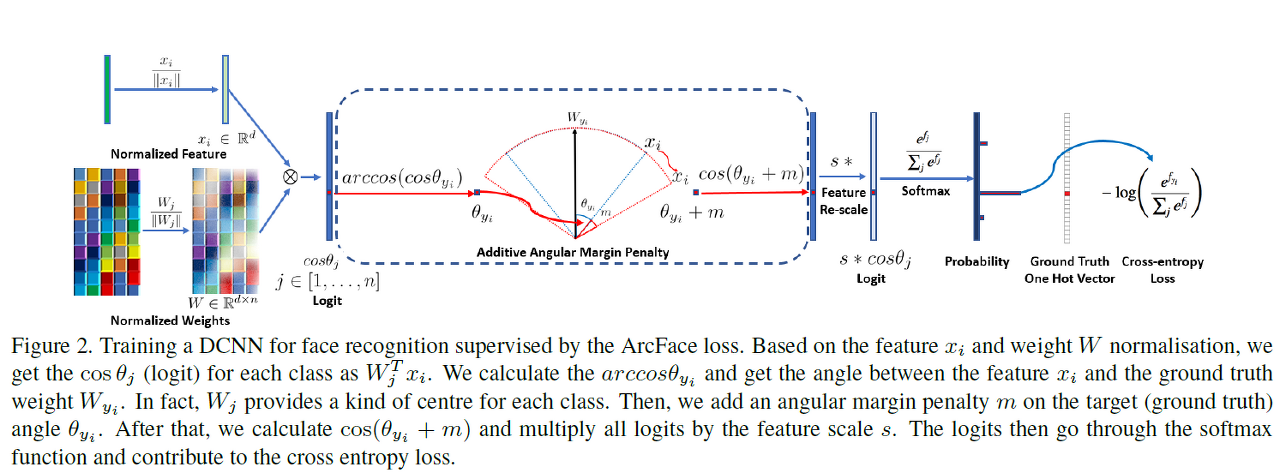 x_i / ‖x_i‖
x_i ∈ ℝ^d
Normalized Feature
W_j / ‖W_j‖
W ∈ ℝ^{d×n}
Normalized Weights
⊗
cosθ_j
j ∈ [1, . . . , n]
Logit
arccos(cosθ_{y_i})
θ_{y_i}
W_{y_i}
x_i
x_i
θ_{y_i}
m
Additive Angular Margin Penalty
cos(θ_{y_i} + m)
θ_{y_i} + m
s *
Feature
Re-scale
s * cosθ_j
Logit
e^{f_j} / Σ_j e^{f_j}
Softmax
Probability
Ground Truth
One Hot Vector
− log( e^{f_{y_i}} / Σ_j e^{f_j} )
Cross-entropy
Loss
Figure 2. Training a DCNN for face recognition supervised by the ArcFace loss. Based on the feature x_i and weight W normalisation, we
get the cos θ_j (logit) for each class as W_j^T x_i. We calculate the arccosθ_{y_i} and get the angle between the feature x_i and the ground truth
weight W_{y_i}. In fact, W_j provides a kind of centre for each class. Then, we add an angular margin penalty m on the target (ground truth)
angle θ_{y_i}. After that, we calculate cos(θ_{y_i} + m) and multiply all logits by the feature scale s. The logits then go through the softmax
function and contribute to the cross entropy loss.